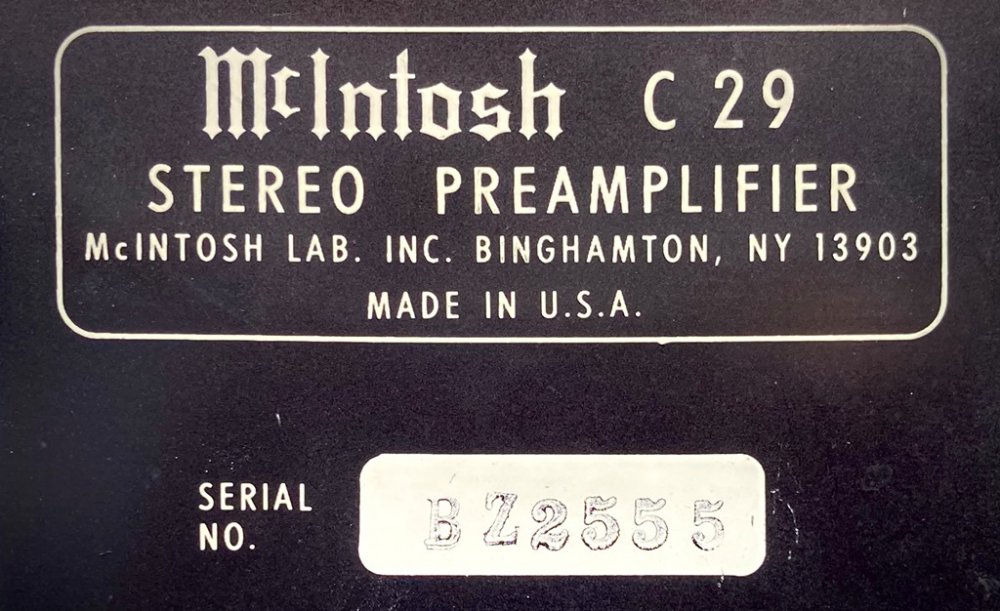 McIntosh C 29
STEREO PREAMPLIFIER
McINTOSH LAB. INC. BINGHAMTON, NY 13903
MADE IN U.S.A.
SERIAL
NO.
BZ2555